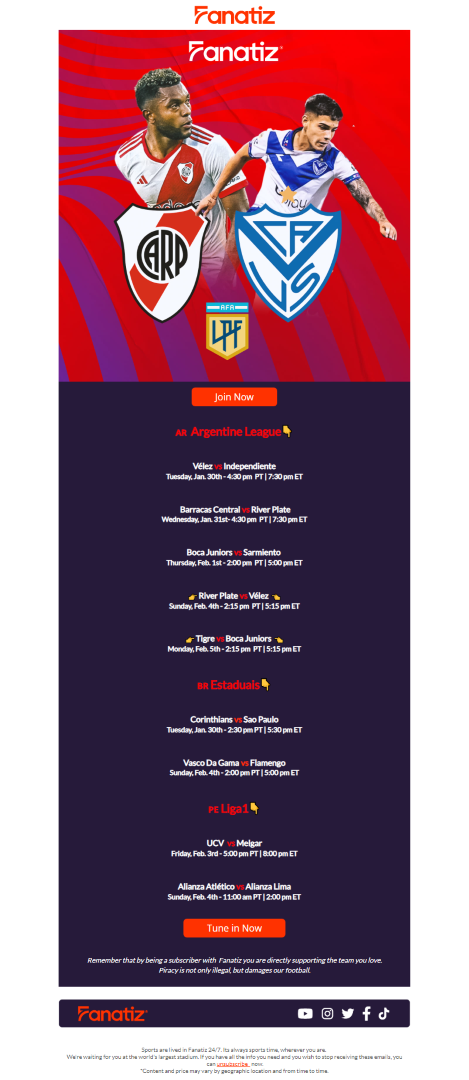 Fanatiz
Fanatiz
CARP
CAVS
AFA
LPF
Join Now
AR Argentine League👇
Vélez vs Independiente
Tuesday, Jan. 30th - 4:30 pm PT | 7:30 pm ET
Barracas Central vs River Plate
Wednesday, Jan. 31st- 4:30 pm PT | 7:30 pm ET
Boca Juniors vs Sarmiento
Thursday, Feb. 1st - 2:00 pm PT | 5:00 pm ET
👉 River Plate vs Vélez 👈
Sunday, Feb. 4th - 2:15 pm PT | 5:15 pm ET
👉 Tigre vs Boca Juniors 👈
Monday, Feb. 5th - 2:15 pm PT | 5:15 pm ET
BR Estaduais👇
Corinthians vs Sao Paulo
Tuesday, Jan. 30th - 2:30 pm PT | 5:30 pm ET
Vasco Da Gama vs Flamengo
Sunday, Feb. 4th - 2:00 pm PT | 5:00 pm ET
PE Liga1👇
UCV vs Melgar
Friday, Feb. 3rd - 5:00 pm PT | 8:00 pm ET
Alianza Atlético vs Alianza Lima
Sunday, Feb. 4th - 11:00 am PT | 2:00 pm ET
Tune in Now
Remember that by being a subscriber with Fanatiz you are directly supporting the team you love.
Piracy is not only illegal, but damages our football.
Fanatiz
Sports are lived in Fanatiz 24/7. Its always sports time, wherever you are.
We're waiting for you at the world's largest stadium. If you have all the info you need and you wish to stop receiving these emails, you
can unsubscribe now.
*Content and price may vary by geographic location and from time to time.